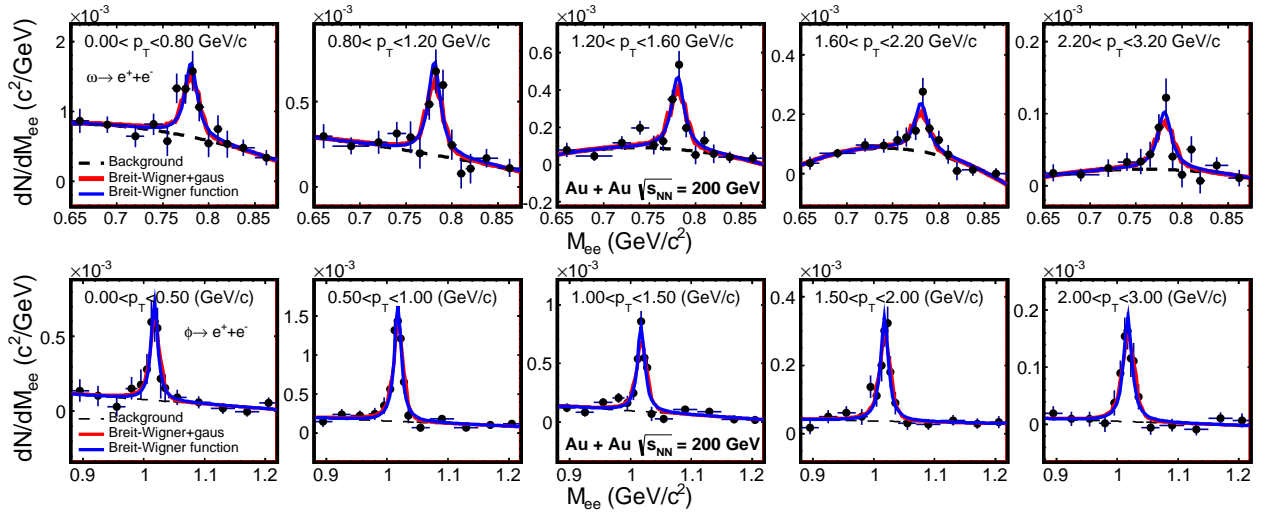 ×10⁻³ ×10⁻³ ×10⁻³ ×10⁻³ ×10⁻³
dN/dM_ee (c²/GeV)
0.00< p_T<0.80 GeV/c
0.80< p_T<1.20 GeV/c
1.20< p_T<1.60 GeV/c
1.60< p_T<2.20 GeV/c
2.20< p_T<3.20 GeV/c
ω→ e⁺+e⁻
2
1
0
0.5
0
0.6
0.4
0.2
0
-0.2
0.4
0.2
0
0.2
0.1
0
Background
Breit-Wigner+gaus
Breit-Wigner function
Au + Au √s_NN = 200 GeV
0.65 0.7 0.75 0.8 0.85
0.65 0.7 0.75 0.8 0.85
0.65 0.7 0.75 0.8 0.85
0.65 0.7 0.75 0.8 0.85
0.65 0.7 0.75 0.8 0.85
M_ee (GeV/c²)
×10⁻³ ×10⁻³ ×10⁻³ ×10⁻³ ×10⁻³
dN/dM_ee (c²/GeV)
0.00<p_T<0.50 (GeV/c)
0.50<p_T<1.00 (GeV/c)
1.00<p_T<1.50 (GeV/c)
1.50<p_T<2.00 (GeV/c)
2.00<p_T<3.00 (GeV/c)
ϕ→ e⁺+e⁻
0.5
0
1.5
1
0.5
0
1
0.5
0
0.4
0.2
0
0.2
0.1
0
Background
Breit-Wigner+gaus
Breit-Wigner function
Au + Au √s_NN = 200 GeV
0.9 1 1.1 1.2
0.9 1 1.1 1.2
0.9 1 1.1 1.2
0.9 1 1.1 1.2
0.9 1 1.1 1.2
M_ee (GeV/c²)